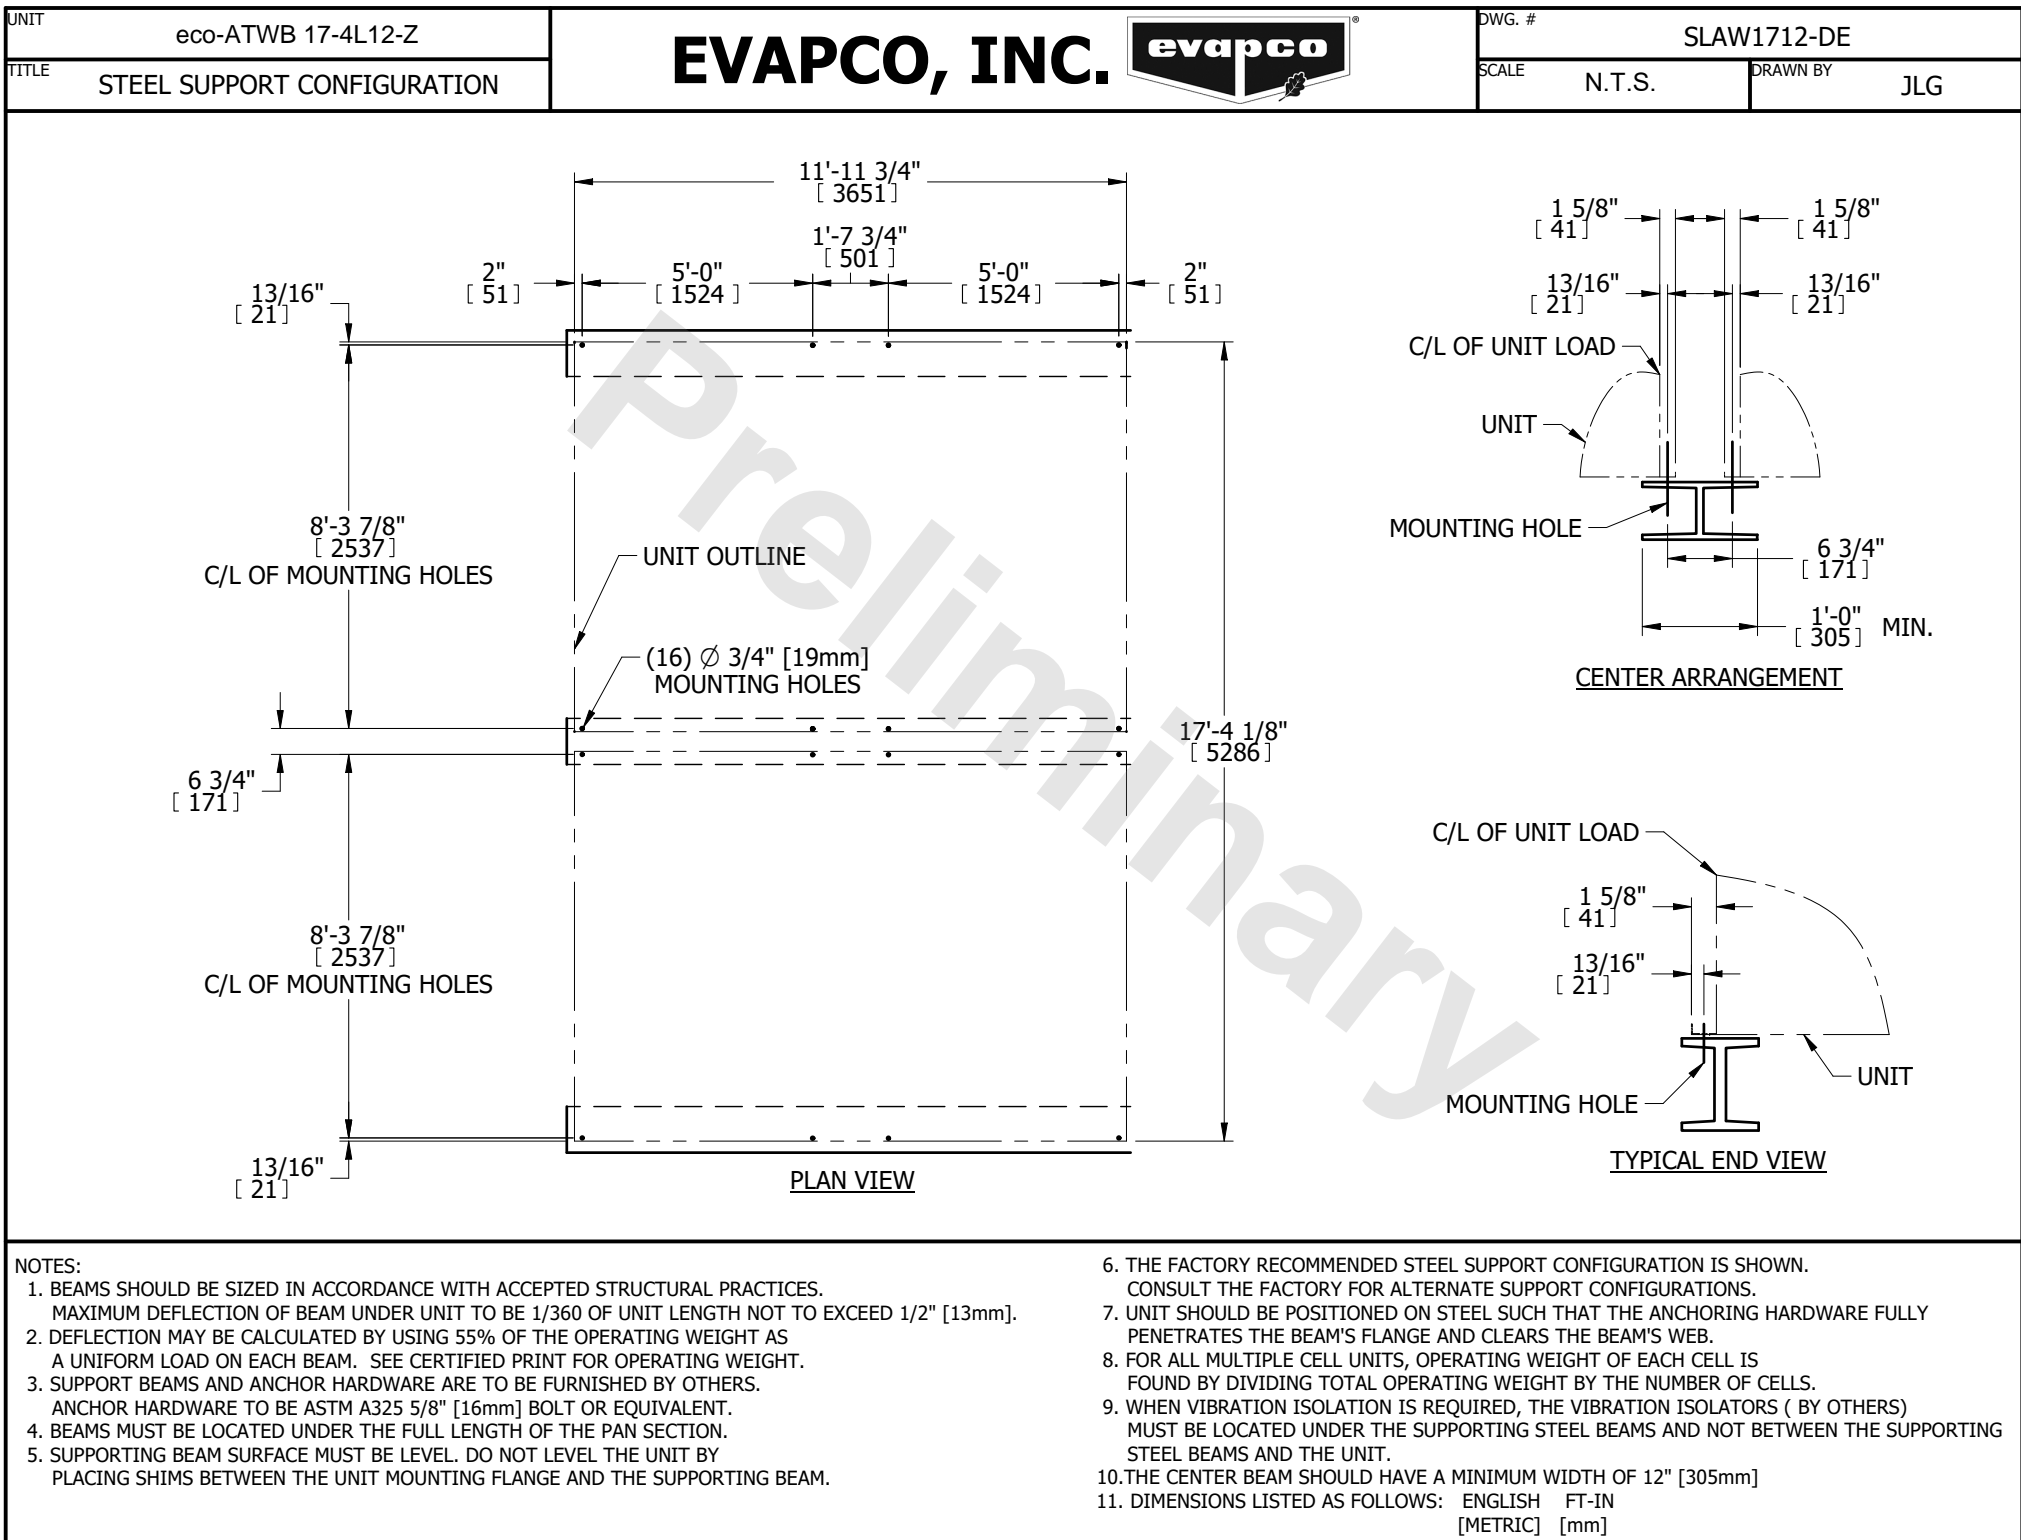 UNIT
eco-ATWB 17-4L12-Z
TITLE
STEEL SUPPORT CONFIGURATION
EVAPCO, INC.
evapco
®
DWG. #
SLAW1712-DE
SCALE
N.T.S.
DRAWN BY
JLG
11'-11 3/4"
[ 3651]
1'-7 3/4"
[ 501 ]
2"
[ 51]
5'-0"
[ 1524 ]
5'-0"
[ 1524]
2"
[ 51]
13/16"
[ 21]
8'-3 7/8"
[ 2537]
C/L OF MOUNTING HOLES
UNIT OUTLINE
(16) Ø 3/4" [19mm]
MOUNTING HOLES
6 3/4"
[ 171]
17'-4 1/8"
[ 5286]
8'-3 7/8"
[ 2537]
C/L OF MOUNTING HOLES
13/16"
[ 21]
PLAN VIEW
Preliminary
1 5/8"
[ 41]
1 5/8"
[ 41]
13/16"
[ 21]
13/16"
[ 21]
C/L OF UNIT LOAD
UNIT
MOUNTING HOLE
6 3/4"
[ 171]
1'-0"
[ 305]
MIN.
CENTER ARRANGEMENT
C/L OF UNIT LOAD
1 5/8"
[ 41]
13/16"
[ 21]
UNIT
MOUNTING HOLE
TYPICAL END VIEW
NOTES:
1. BEAMS SHOULD BE SIZED IN ACCORDANCE WITH ACCEPTED STRUCTURAL PRACTICES.
MAXIMUM DEFLECTION OF BEAM UNDER UNIT TO BE 1/360 OF UNIT LENGTH NOT TO EXCEED 1/2" [13mm].
2. DEFLECTION MAY BE CALCULATED BY USING 55% OF THE OPERATING WEIGHT AS
A UNIFORM LOAD ON EACH BEAM. SEE CERTIFIED PRINT FOR OPERATING WEIGHT.
3. SUPPORT BEAMS AND ANCHOR HARDWARE ARE TO BE FURNISHED BY OTHERS.
ANCHOR HARDWARE TO BE ASTM A325 5/8" [16mm] BOLT OR EQUIVALENT.
4. BEAMS MUST BE LOCATED UNDER THE FULL LENGTH OF THE PAN SECTION.
5. SUPPORTING BEAM SURFACE MUST BE LEVEL. DO NOT LEVEL THE UNIT BY
PLACING SHIMS BETWEEN THE UNIT MOUNTING FLANGE AND THE SUPPORTING BEAM.
6. THE FACTORY RECOMMENDED STEEL SUPPORT CONFIGURATION IS SHOWN.
CONSULT THE FACTORY FOR ALTERNATE SUPPORT CONFIGURATIONS.
7. UNIT SHOULD BE POSITIONED ON STEEL SUCH THAT THE ANCHORING HARDWARE FULLY
PENETRATES THE BEAM'S FLANGE AND CLEARS THE BEAM'S WEB.
8. FOR ALL MULTIPLE CELL UNITS, OPERATING WEIGHT OF EACH CELL IS
FOUND BY DIVIDING TOTAL OPERATING WEIGHT BY THE NUMBER OF CELLS.
9. WHEN VIBRATION ISOLATION IS REQUIRED, THE VIBRATION ISOLATORS ( BY OTHERS)
MUST BE LOCATED UNDER THE SUPPORTING STEEL BEAMS AND NOT BETWEEN THE SUPPORTING
STEEL BEAMS AND THE UNIT.
10.THE CENTER BEAM SHOULD HAVE A MINIMUM WIDTH OF 12" [305mm]
11. DIMENSIONS LISTED AS FOLLOWS: ENGLISH FT-IN
[METRIC] [mm]